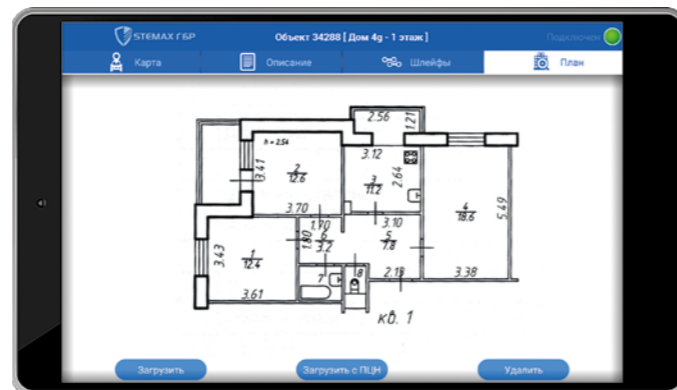 STEMAX ГБР
Объект 34288 [ Дом 4g - 1 этаж ]
Подключен
Карта
Описание
Шлейфы
План
2.56
1.21
h = 2.54
3.41
2
12.6
3.70
3.12
3
11.2
2.64
4
18.6
5.49
3.38
1.70
1.80
6
3.2
3.10
5
7.8
2.18
3.43
1
12.4
3.61
7
8
кв. 1
Загрузить
Загрузить с ПЦН
Удалить